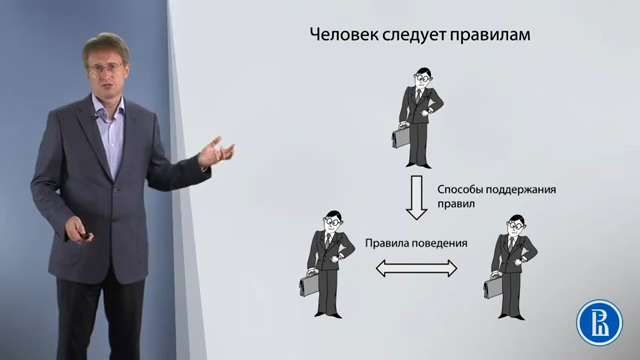 Человек следует правилам
Способы поддержания
правил
Правила поведения